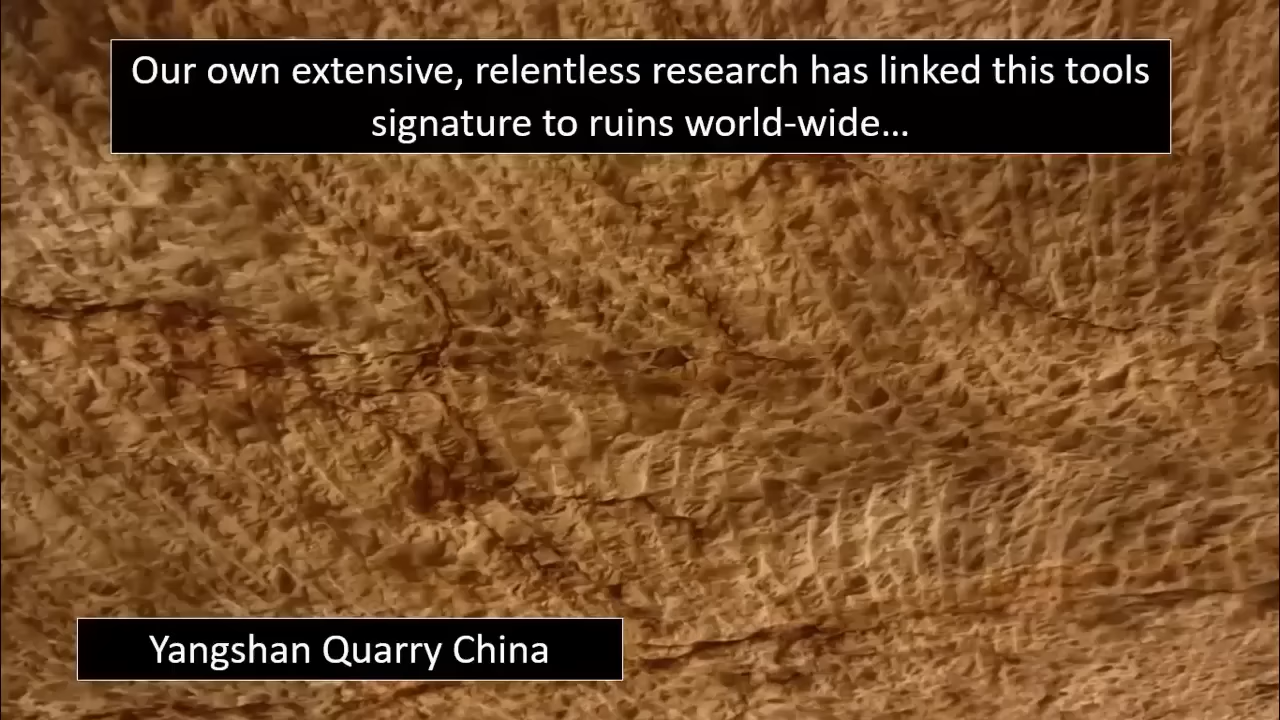 Our own extensive, relentless research has linked this tools
signature to ruins world-wide...
Yangshan Quarry China